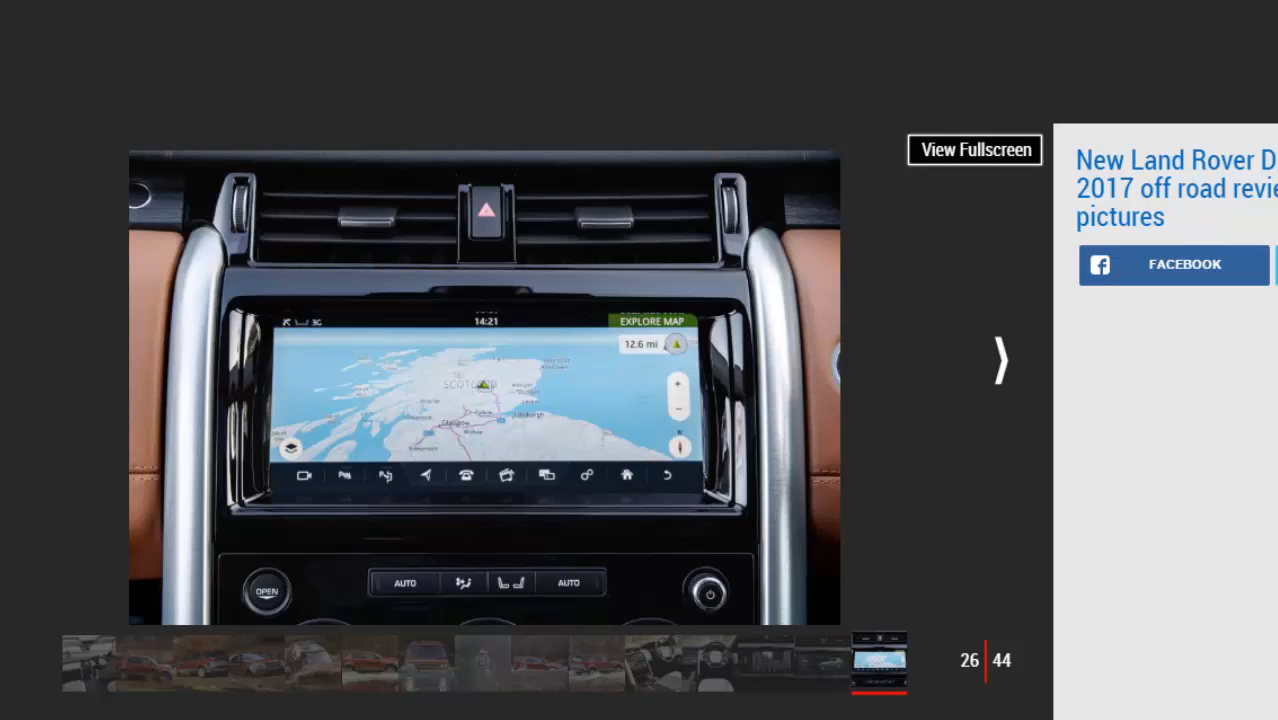 View Fullscreen
New Land Rover D
2017 off road revie
pictures
FACEBOOK
3G
14:21
EXPLORE MAP
12.6 mi
SCOTLAND
Edinburgh
Glasgow
N
OPEN
AUTO
AUTO
26
44